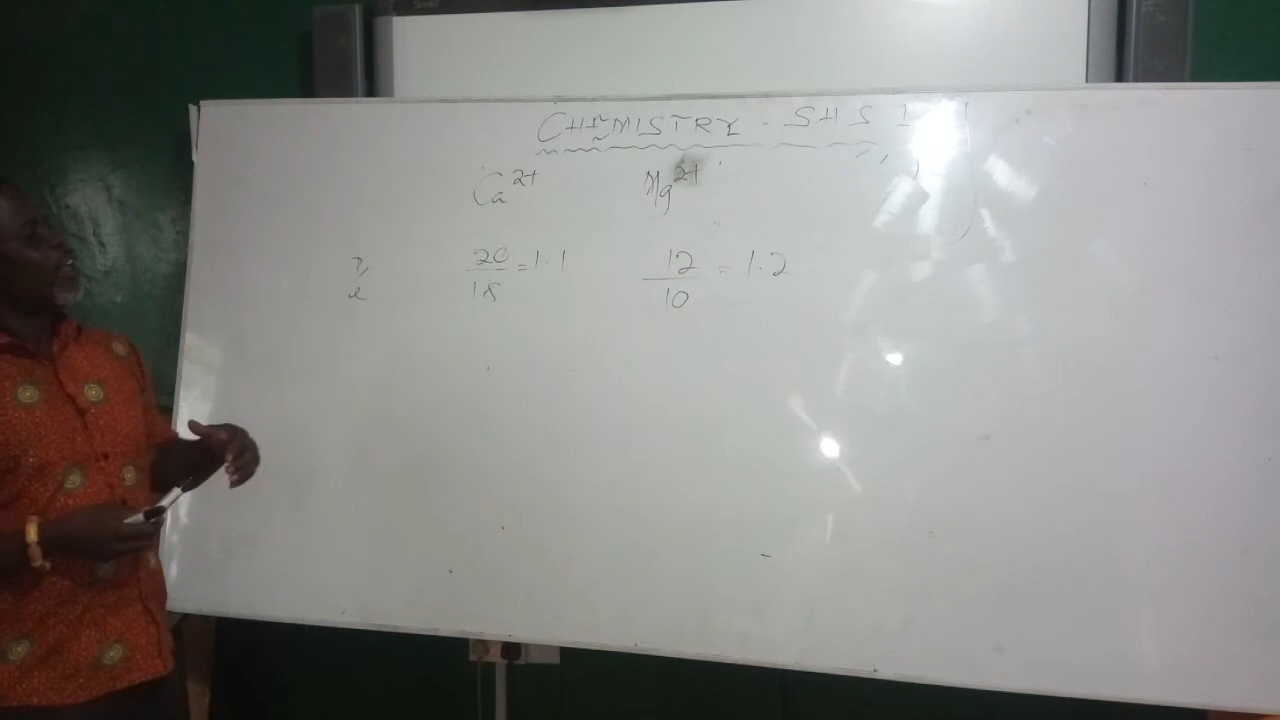 CHEMISTRY - SHS 1
Ca²⁺ Mg²⁺
P/e 20/18 = 1.1 12/10 = 1.2